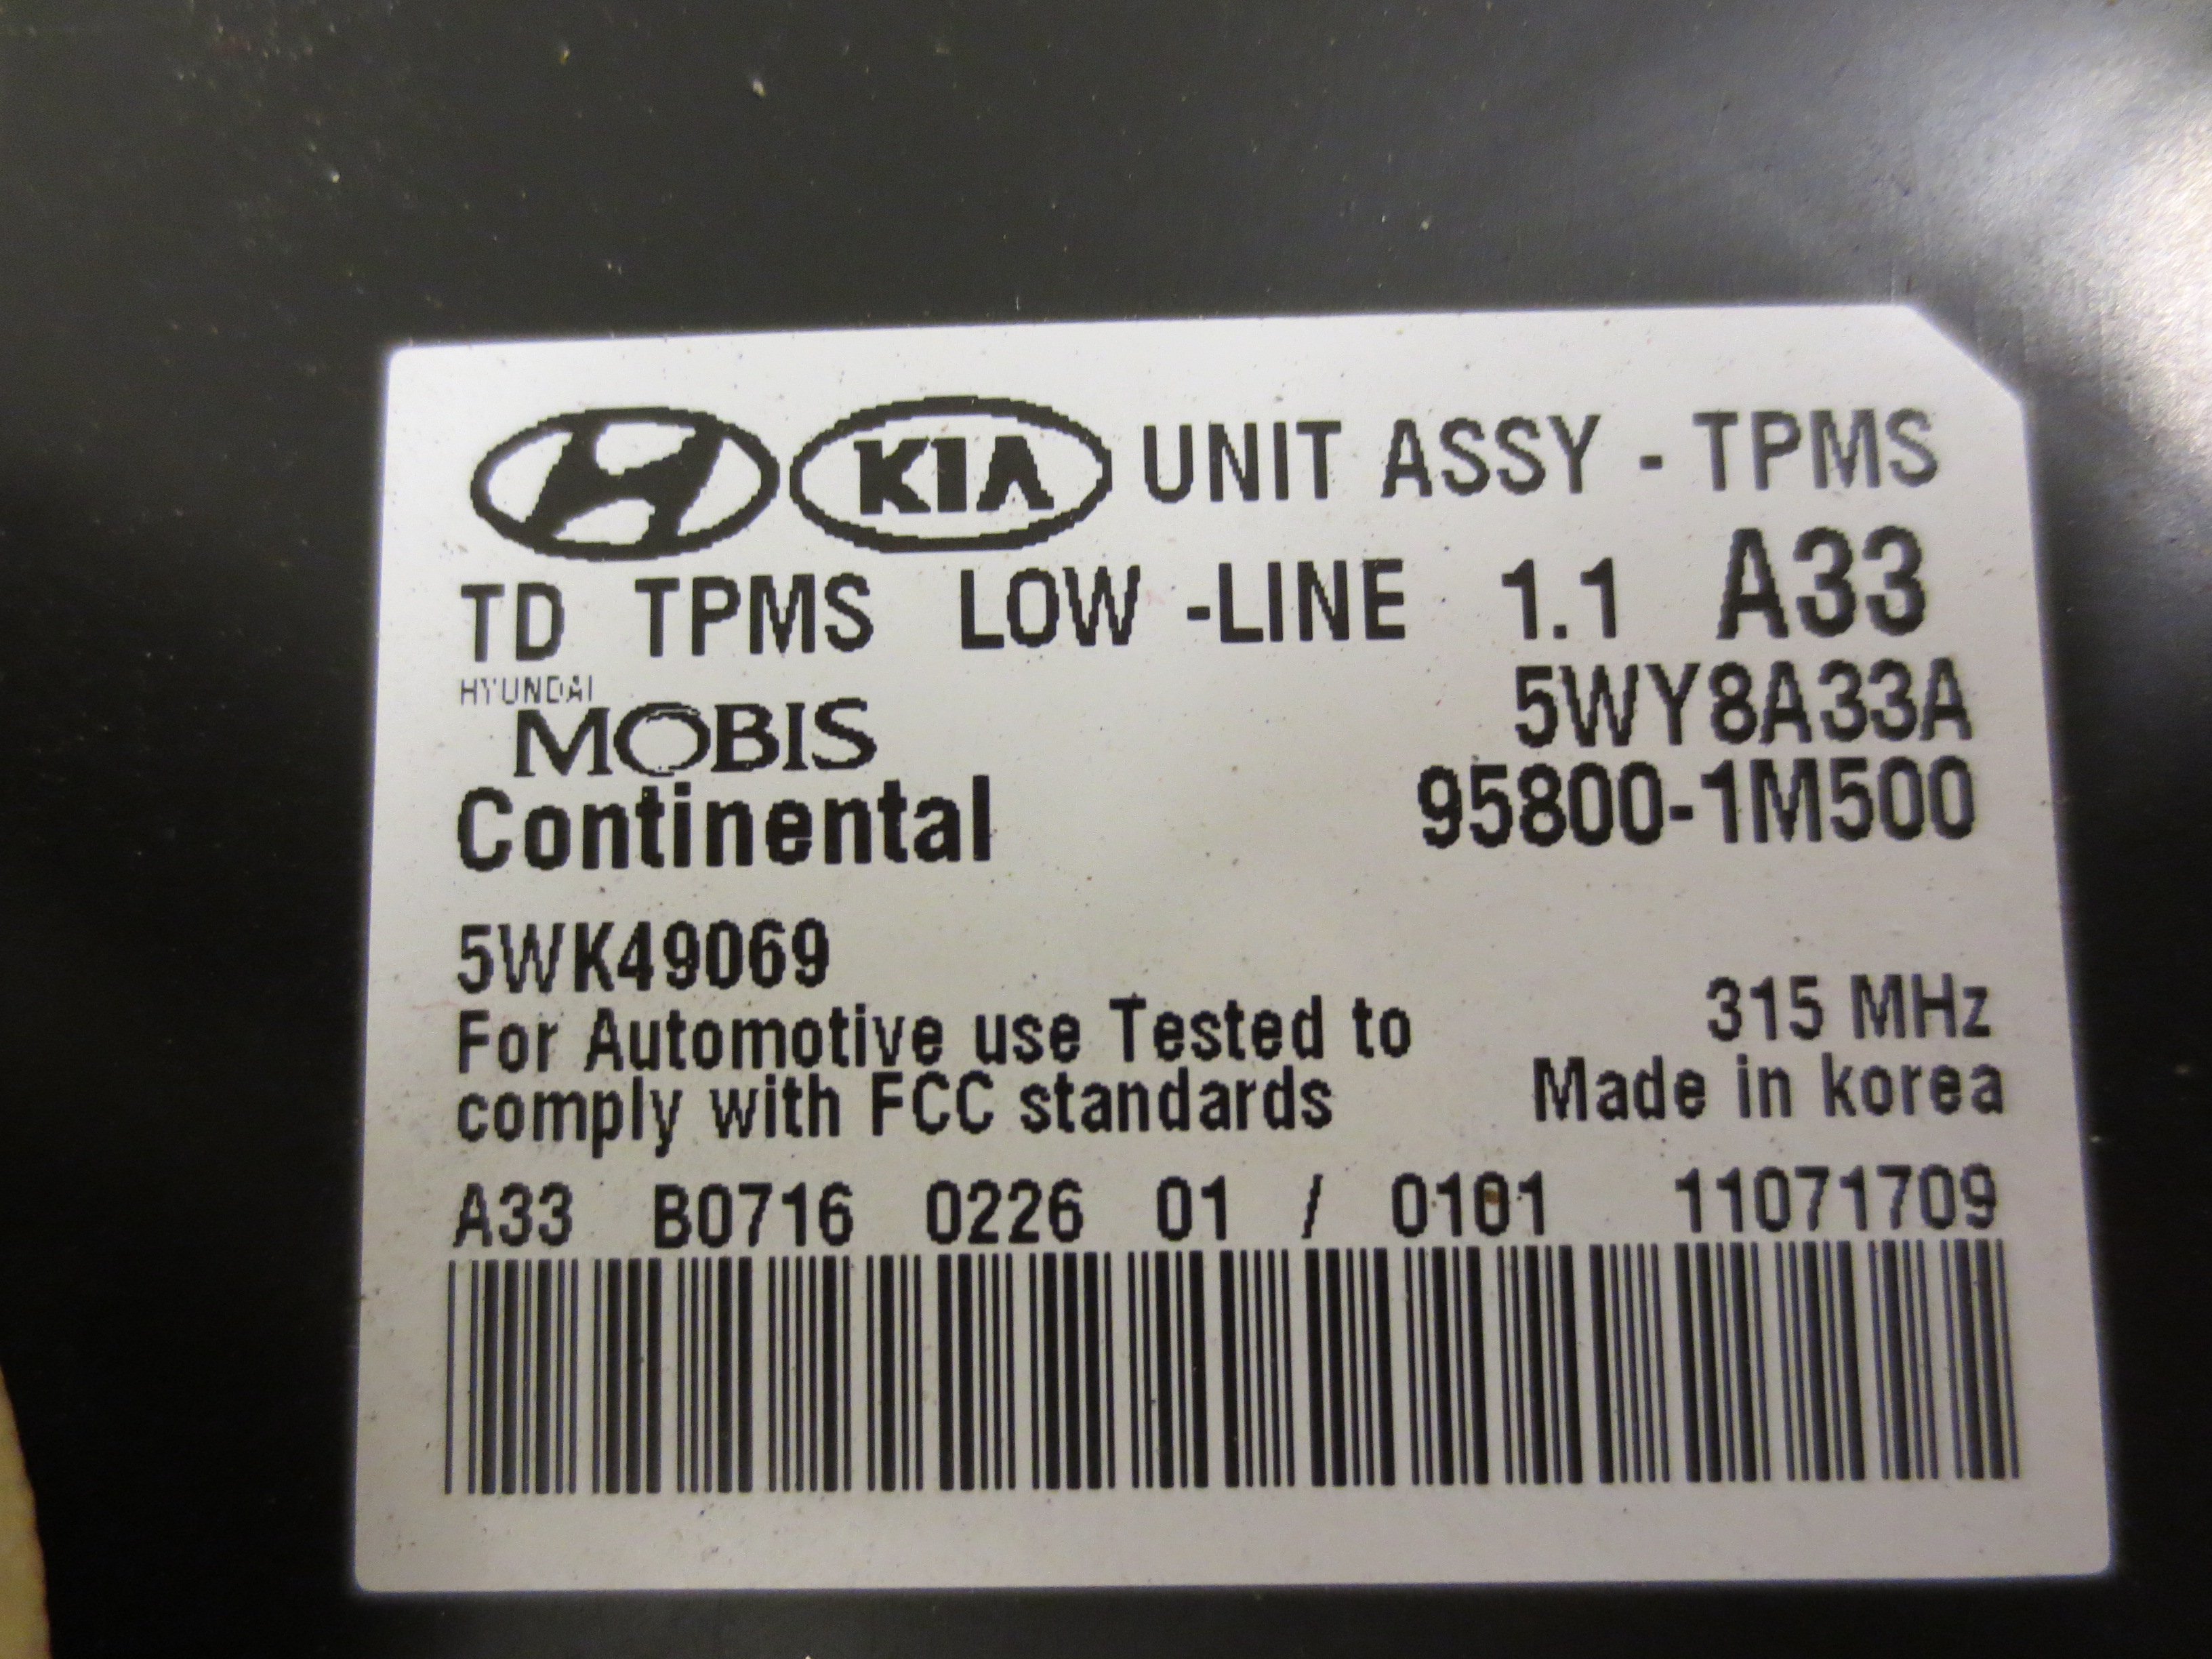 KIA UNIT ASSY - TPMS
TD TPMS LOW -LINE 1.1 A33
HYUNDAI
MOBIS
5WY8A33A
Continental
95800-1M500
5WK49069
For Automotive use Tested to
315 MHz
comply with FCC standards
Made in korea
A33 B0716 0226 01 / 0101 11071709